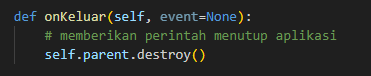 def onKeluar(self, event=None):
    # memberikan perintah menutup aplikasi
    self.parent.destroy()